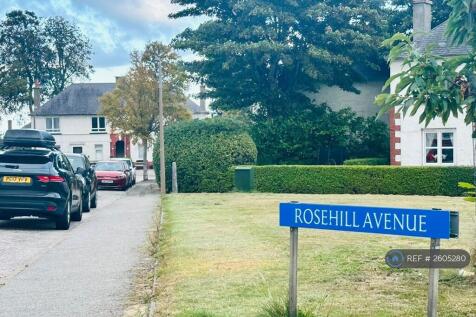 ROSEHILL AVENUE
REF # 2605280